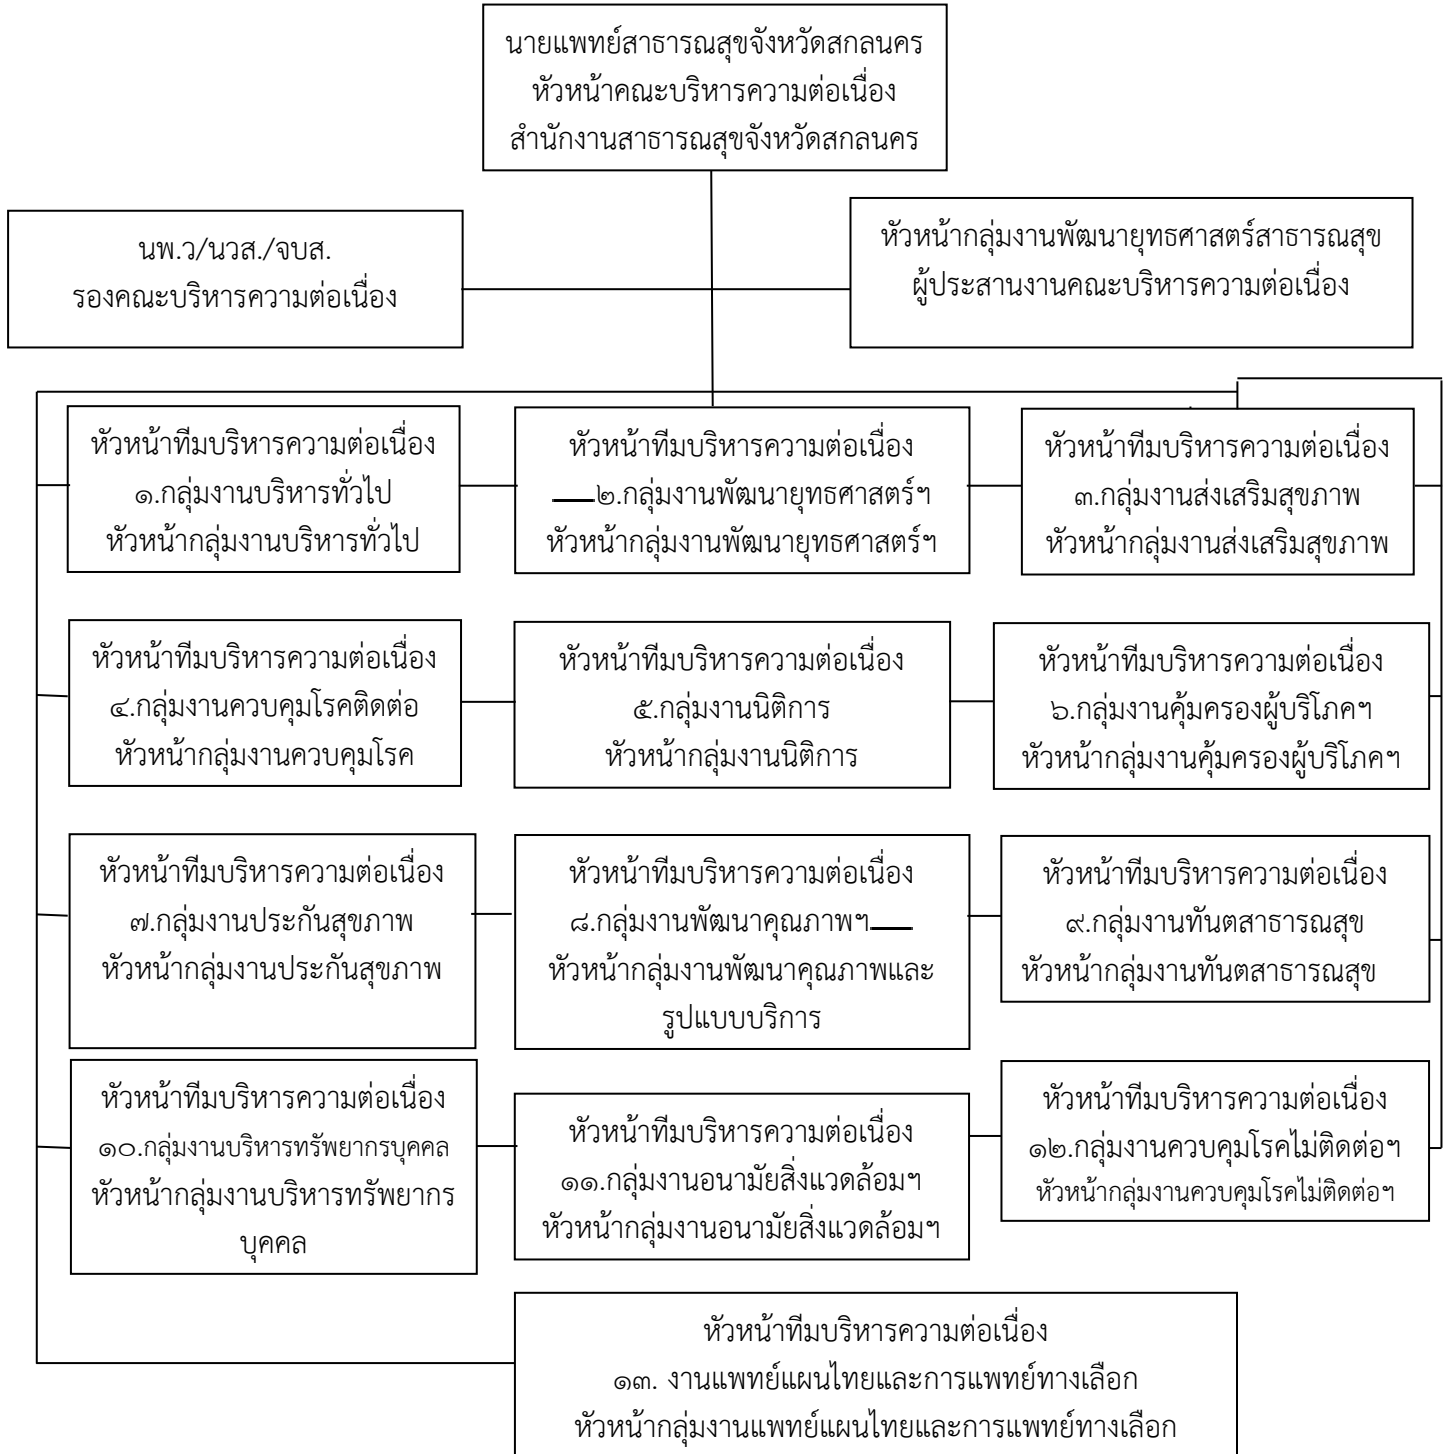 นายแพทย์สาธารณสุขจังหวัดสกลนคร
หัวหน้าคณะบริหารความต่อเนื่อง
สำนักงานสาธารณสุขจังหวัดสกลนคร
นพ.ว/นวส./จบส.
รองคณะบริหารความต่อเนื่อง
หัวหน้ากลุ่มงานพัฒนายุทธศาสตร์สาธารณสุข
ผู้ประสานงานคณะบริหารความต่อเนื่อง
หัวหน้าทีมบริหารความต่อเนื่อง
๑.กลุ่มงานบริหารทั่วไป
หัวหน้ากลุ่มงานบริหารทั่วไป
หัวหน้าทีมบริหารความต่อเนื่อง
๒.กลุ่มงานพัฒนายุทธศาสตร์ฯ
หัวหน้ากลุ่มงานพัฒนายุทธศาสตร์ฯ
หัวหน้าทีมบริหารความต่อเนื่อง
๓.กลุ่มงานส่งเสริมสุขภาพ
หัวหน้ากลุ่มงานส่งเสริมสุขภาพ
หัวหน้าทีมบริหารความต่อเนื่อง
๔.กลุ่มงานควบคุมโรคติดต่อ
หัวหน้ากลุ่มงานควบคุมโรค
หัวหน้าทีมบริหารความต่อเนื่อง
๕.กลุ่มงานนิติการ
หัวหน้ากลุ่มงานนิติการ
หัวหน้าทีมบริหารความต่อเนื่อง
๖.กลุ่มงานคุ้มครองผู้บริโภคฯ
หัวหน้ากลุ่มงานคุ้มครองผู้บริโภคฯ
หัวหน้าทีมบริหารความต่อเนื่อง
๗.กลุ่มงานประกันสุขภาพ
หัวหน้ากลุ่มงานประกันสุขภาพ
หัวหน้าทีมบริหารความต่อเนื่อง
๘.กลุ่มงานพัฒนาคุณภาพฯ
หัวหน้ากลุ่มงานพัฒนาคุณภาพและ
รูปแบบบริการ
หัวหน้าทีมบริหารความต่อเนื่อง
๙.กลุ่มงานทันตสาธารณสุข
หัวหน้ากลุ่มงานทันตสาธารณสุข
หัวหน้าทีมบริหารความต่อเนื่อง
๑๐.กลุ่มงานบริหารทรัพยากรบุคคล
หัวหน้ากลุ่มงานบริหารทรัพยากร
บุคคล
หัวหน้าทีมบริหารความต่อเนื่อง
๑๑.กลุ่มงานอนามัยสิ่งแวดล้อมฯ
หัวหน้ากลุ่มงานอนามัยสิ่งแวดล้อมฯ
หัวหน้าทีมบริหารความต่อเนื่อง
๑๒.กลุ่มงานควบคุมโรคไม่ติดต่อฯ
หัวหน้ากลุ่มงานควบคุมโรคไม่ติดต่อฯ
หัวหน้าทีมบริหารความต่อเนื่อง
๑๓. งานแพทย์แผนไทยและการแพทย์ทางเลือก
หัวหน้ากลุ่มงานแพทย์แผนไทยและการแพทย์ทางเลือก